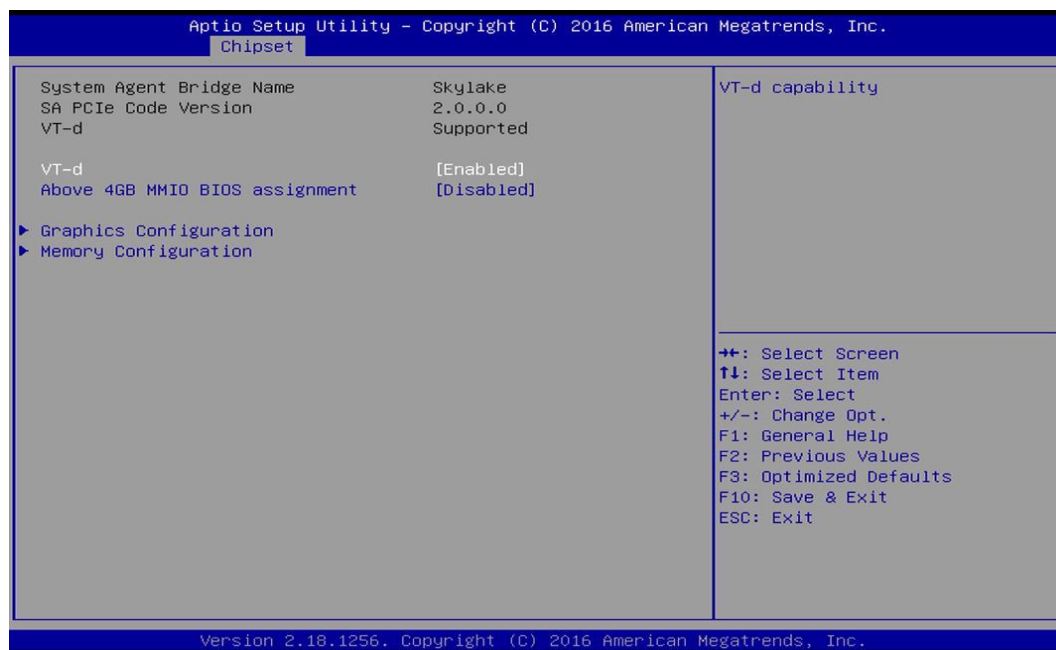 Aptio Setup Utility – Copyright (C) 2016 American Megatrends, Inc.
Chipset
System Agent Bridge Name Skylake
SA PCIe Code Version 2.0.0.0
VT-d Supported
VT-d [Enabled]
Above 4GB MMIO BIOS assignment [Disabled]
▶ Graphics Configuration
▶ Memory Configuration
VT-d capability
→←: Select Screen
↑↓: Select Item
Enter: Select
+/-: Change Opt.
F1: General Help
F2: Previous Values
F3: Optimized Defaults
F10: Save & Exit
ESC: Exit
Version 2.18.1256. Copyright (C) 2016 American Megatrends, Inc.